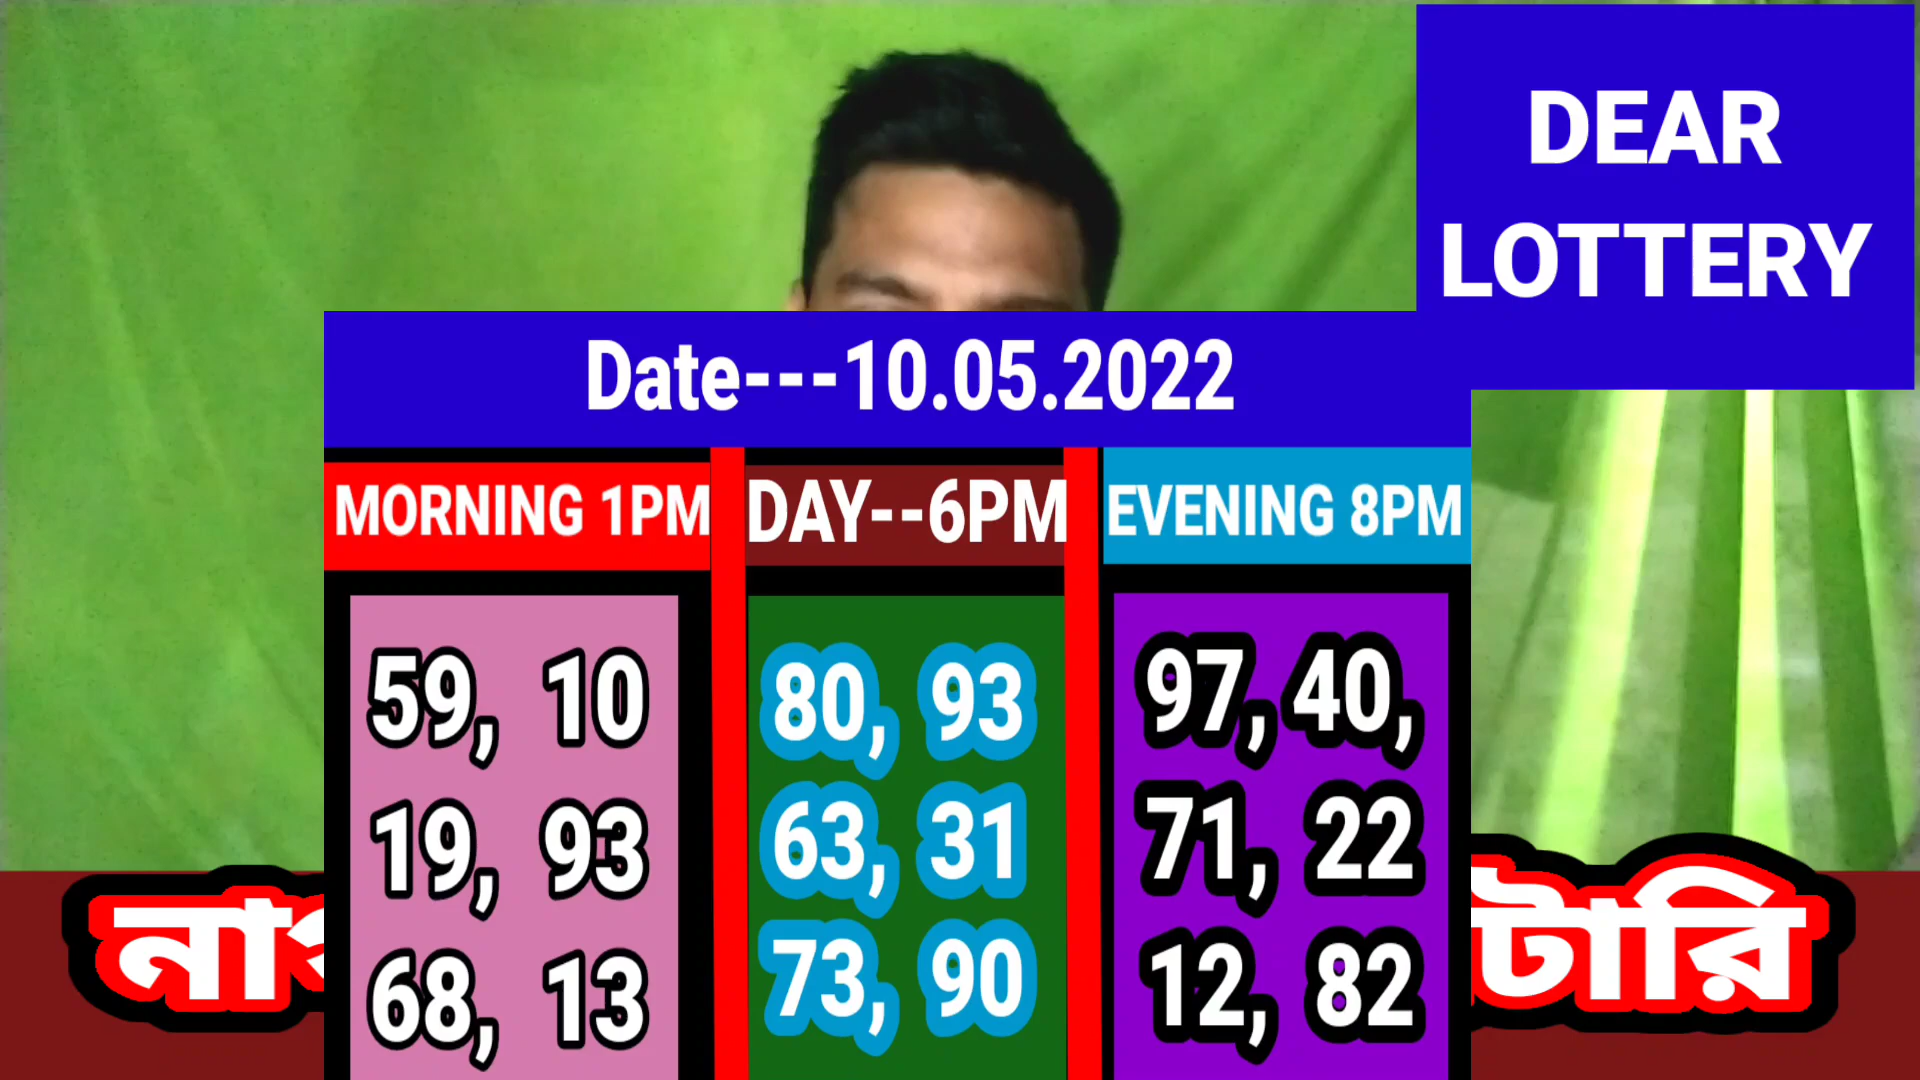 DEAR
LOTTERY
Date---10.05.2022
MORNING 1PM
DAY--6PM
EVENING 8PM
59, 10
80, 93
97, 40,
19, 93
63, 31
71, 22
68, 13
73, 90
12, 82